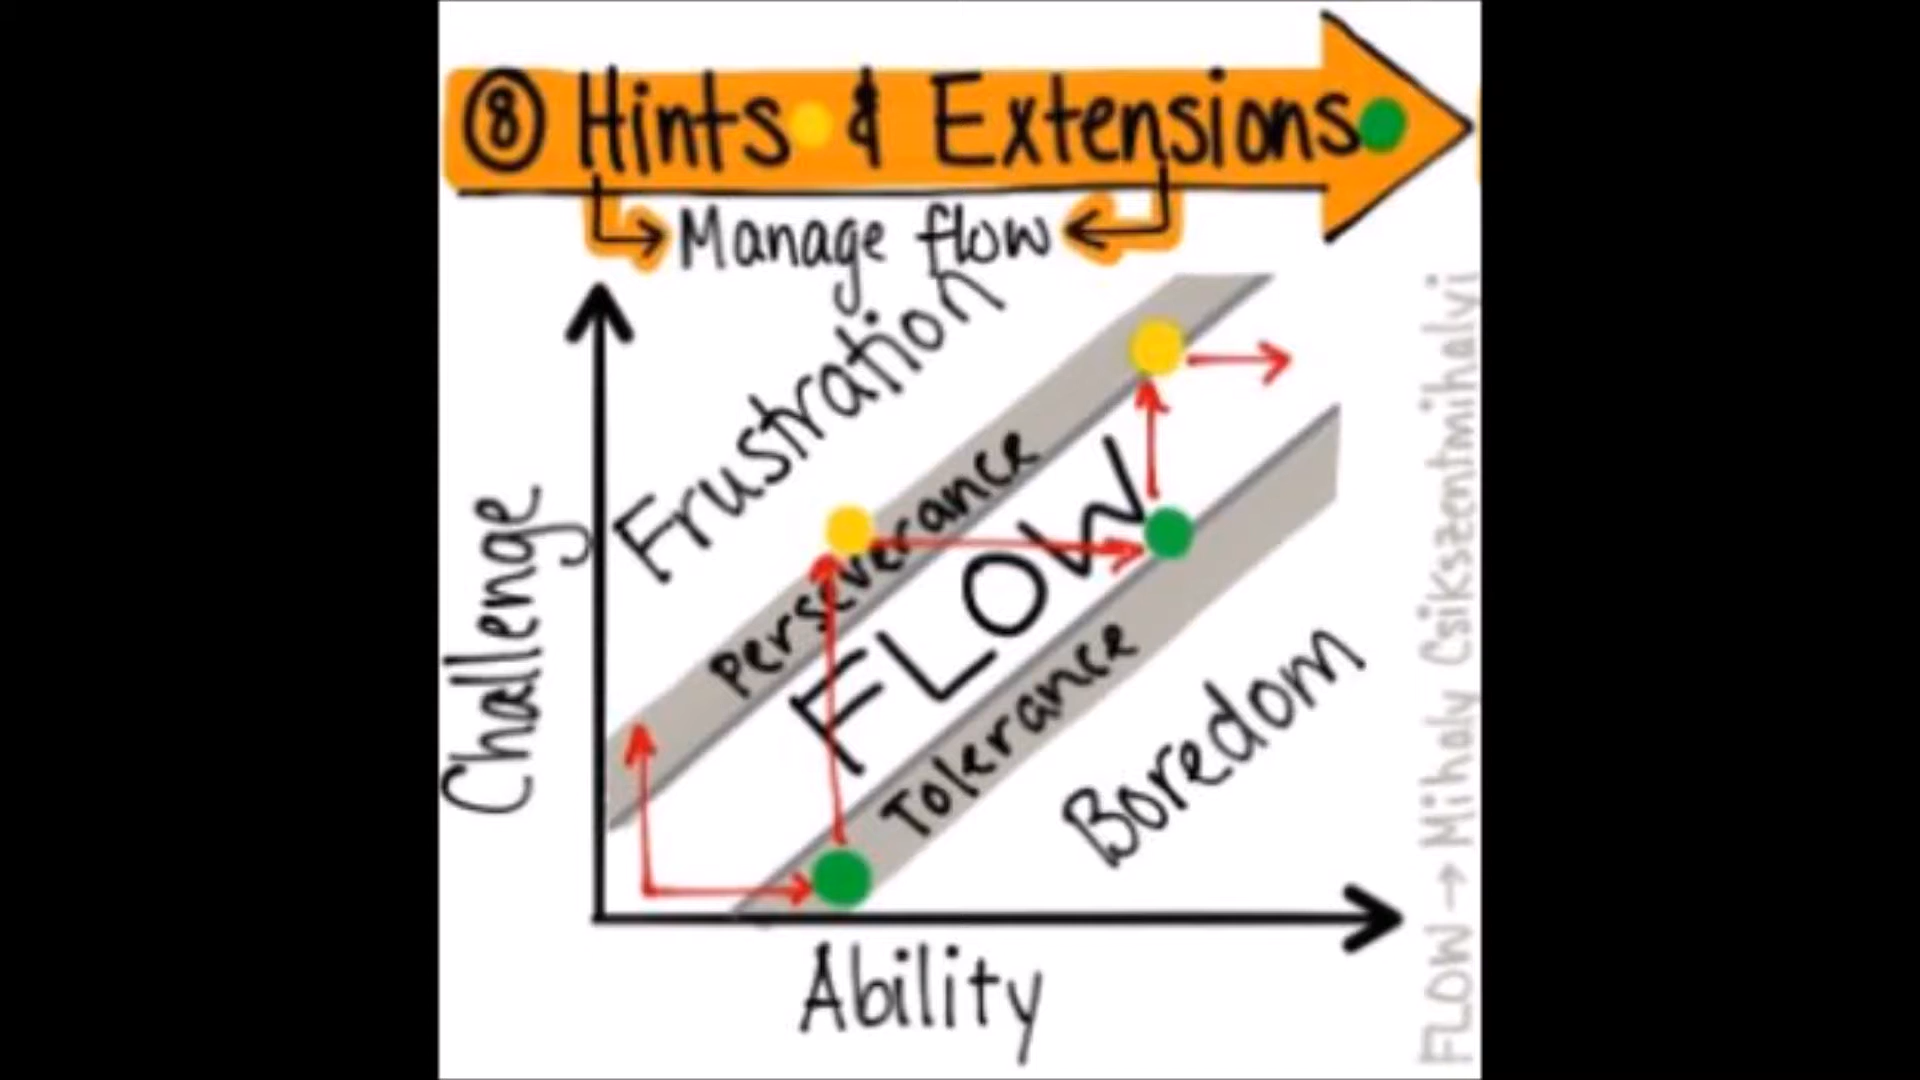 ⑧ Hints & Extensions
Manage flow
Frustration
Perseverance
FLOW
Tolerance
Boredom
Challenge
Ability
FLOW → Mihaly Csikszentmihalyi